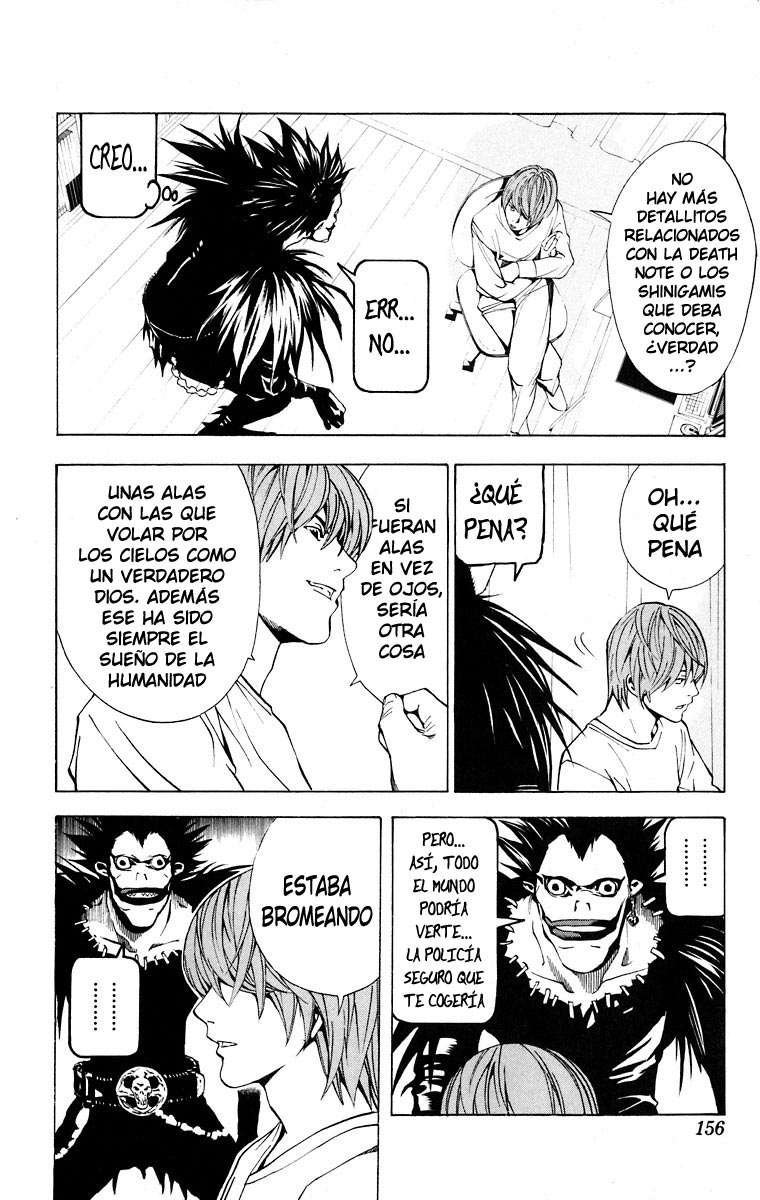 NO
HAY MÁS
DETALLITOS
RELACIONADOS
CON LA DEATH
NOTE O LOS
SHINIGAMIS
QUE DEBA
CONOCER,
¿VERDAD
...?
ERR...
NO...
CREO...
OH...
QUÉ
PENA
¿QUÉ
PENA?
SI
FUERAN
ALAS
EN VEZ
DE OJOS,
SERÍA
OTRA
COSA
UNAS ALAS
CON LAS QUE
VOLAR POR
LOS CIELOS COMO
UN VERDADERO
DIOS. ADEMÁS
ESE HA SIDO
SIEMPRE EL
SUEÑO DE LA
HUMANIDAD
......
PERO...
ASÍ, TODO
EL MUNDO
PODRÍA
VERTE...
LA POLICÍA
SEGURO QUE
TE COGERÍA
ESTABA
BROMEANDO
......
156